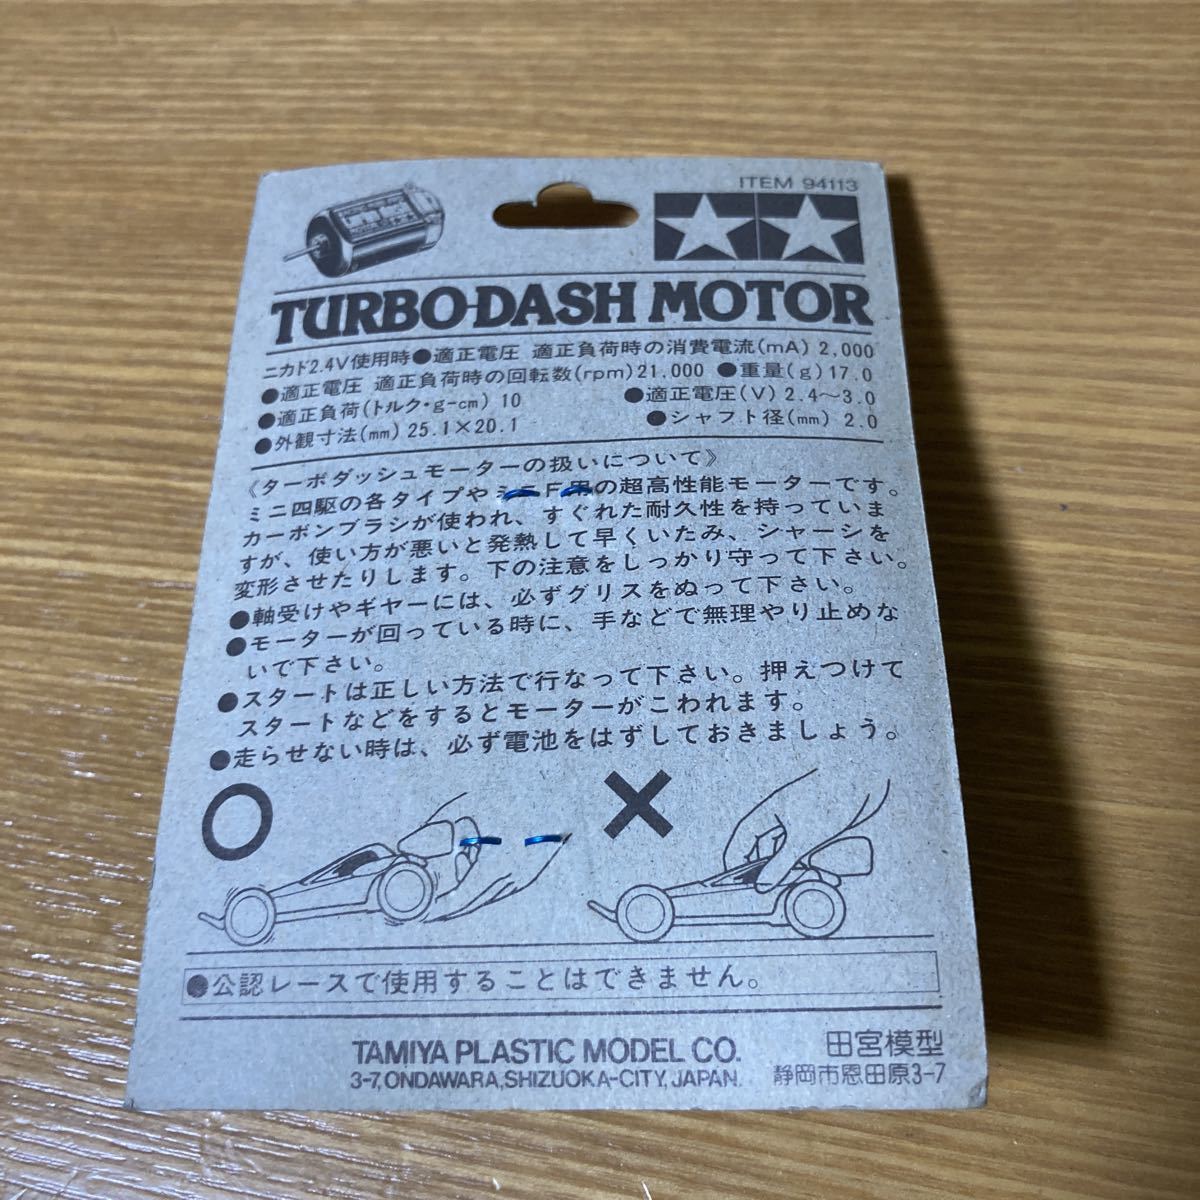 ITEM 94113
TURBO-DASH MOTOR
ニカド2.4V使用時●適正電圧 適正負荷時の消費電流(mA) 2,000
●適正電圧 適正負荷時の回転数(rpm)21,000 ●重量(g)17.0
●適正負荷(トルク・g-cm) 10 ●適正電圧(V) 2.4〜3.0
●外観寸法(mm)25.1×20.1 ●シャフト径(mm) 2.0
《ターボダッシュモーターの扱いについて》
ミニ四駆の各タイプやミニF用の超高性能モーターです。
カーボンブラシが使われ、すぐれた耐久性を持っていま
すが、使い方が悪いと発熱して早くいたみ、シャーシを
変形させたりします。下の注意をしっかり守って下さい。
●軸受けやギヤーには、必ずグリスをぬって下さい。
●モーターが回っている時に、手などで無理やり止めな
いで下さい。
●スタートは正しい方法で行なって下さい。押えつけて
スタートなどをするとモーターがこわれます。
●走らせない時は、必ず電池をはずしておきましょう。
●公認レースで使用することはできません。
TAMIYA PLASTIC MODEL CO. 田宮模型
3-7, ONDAWARA, SHIZUOKA-CITY, JAPAN. 静岡市恩田原3-7